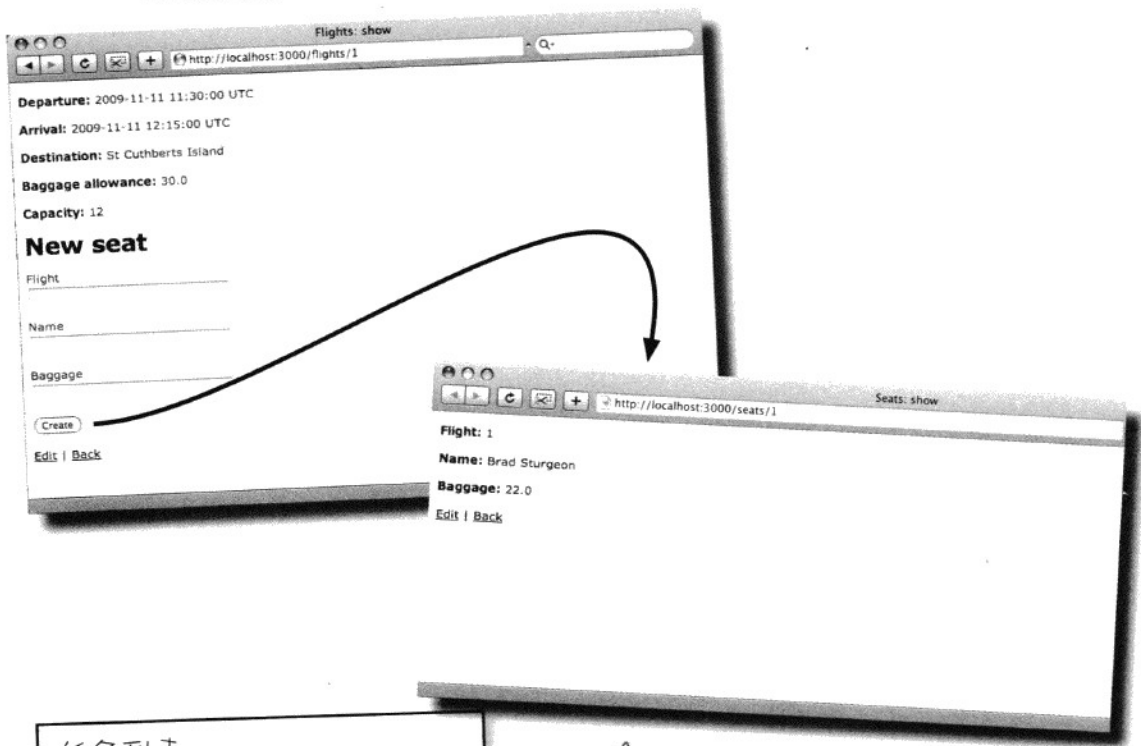 Flights: show
http://localhost:3000/flights/1
Q
Departure: 2009-11-11 11:30:00 UTC
Arrival: 2009-11-11 12:15:00 UTC
Destination: St Cuthberts Island
Baggage allowance: 30.0
Capacity: 12
New seat
Flight
Name
Baggage
Create
Edit | Back
Seats: show
http://localhost:3000/seats/1
Flight: 1
Name: Brad Sturgeon
Baggage: 22.0
Edit | Back